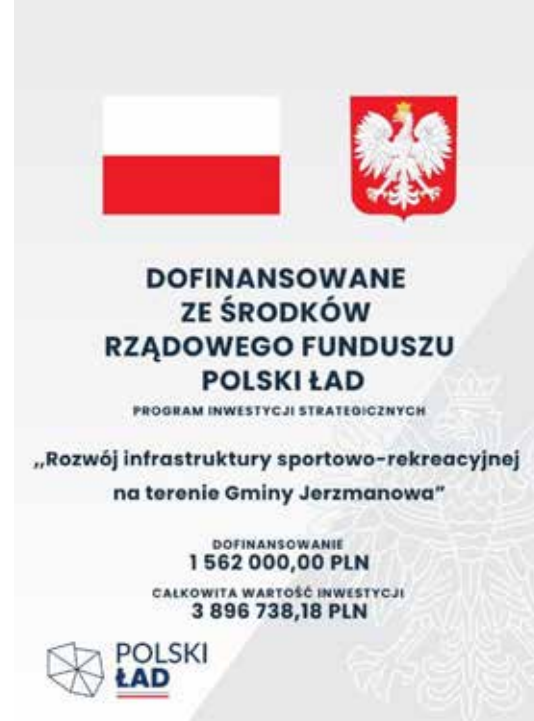 DOFINANSOWANE
ZE ŚRODKÓW
RZĄDOWEGO FUNDUSZU
POLSKI ŁAD
PROGRAM INWESTYCJI STRATEGICZNYCH
,,Rozwój infrastruktury sportowo-rekreacyjnej
na terenie Gminy Jerzmanowa"
DOFINANSOWANIE
1 562 000,00 PLN
CAŁKOWITA WARTOŚĆ INWESTYCJI
3 896 738,18 PLN
POLSKI
ŁAD